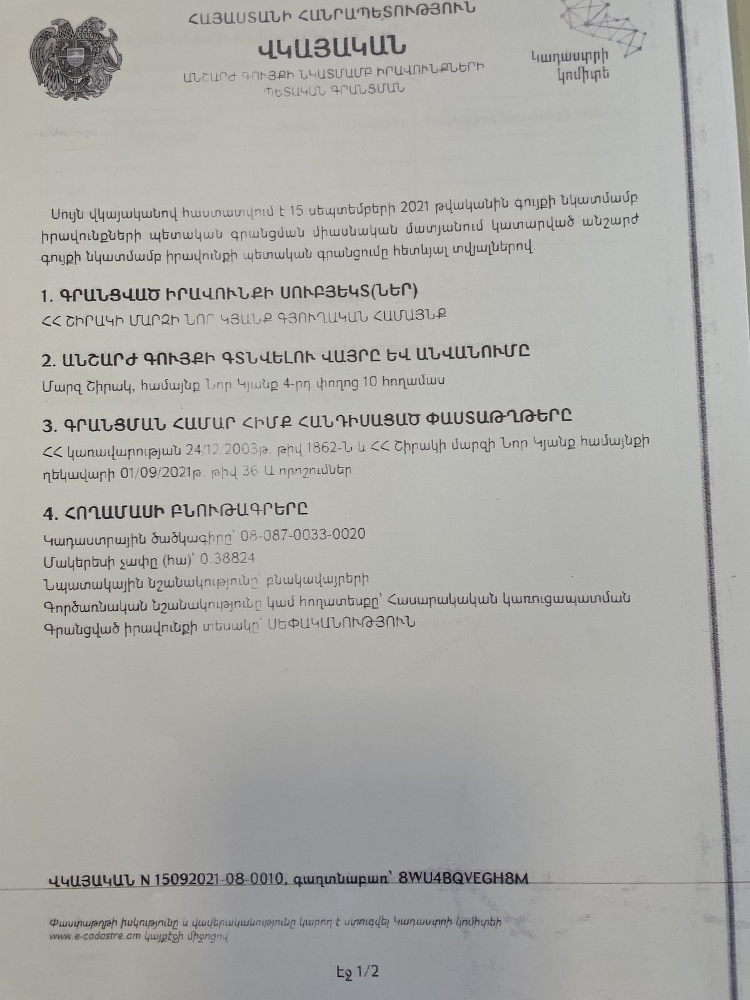 ՀԱՅԱՍՏԱՆԻ ՀԱՆՐԱՊԵՏՈՒԹՅՈՒՆ
ՎԿԱՅԱԿԱՆ
ԱՆՇԱՐԺ ԳՈՒՅՔԻ ՆԿԱՏՄԱՄԲ ԻՐԱՎՈՒՆՔՆԵՐԻ
ՊԵՏԱԿԱՆ ԳՐԱՆՑՄԱՆ
Կադաստրի
կոմիտե
Սույն վկայականով հաստատվում է 15 սեպտեմբերի 2021 թվականին գույքի նկատմամբ
իրավունքների պետական գրանցման միասնական մատյանում կատարված անշարժ
գույքի նկատմամբ իրավունքի պետական գրանցումը հետևյալ տվյալներով.
1. ԳՐԱՆՑՎԱԾ ԻՐԱՎՈՒՆՔԻ ՍՈՒԲՅԵԿՏ(ՆԵՐ)
ՀՀ ՇԻՐԱԿԻ ՄԱՐԶԻ ՆՈՐ ԿՅԱՆՔ ԳՅՈՒՂԱԿԱՆ ՀԱՄԱՅՆՔ
2. ԱՆՇԱՐԺ ԳՈՒՅՔԻ ԳՏՆՎԵԼՈՒ ՎԱՅՐԸ ԵՎ ԱՆՎԱՆՈՒՄԸ
Մարզ Շիրակ, համայնք Նոր Կյանք 4-րդ փողոց 10 հողամաս
3. ԳՐԱՆՑՄԱՆ ՀԱՄԱՐ ՀԻՄՔ ՀԱՆԴԻՍԱՑԱԾ ՓԱՍՏԱԹՂԹԵՐԸ
ՀՀ կառավարության 24/12/2003թ. թիվ 1862-Ն և ՀՀ Շիրակի մարզի Նոր Կյանք համայնքի
ղեկավարի 01/09/2021թ. թիվ 36-Ա որոշումներ
4. ՀՈՂԱՄԱՍԻ ԲՆՈՒԹԱԳՐԵՐԸ
Կադաստրային ծածկագիրը՝ 08-087-0033-0020
Մակերեսի չափը (հա)՝ 0.38824
Նպատակային նշանակությունը՝ բնակավայրերի
Գործառնական նշանակությունը կամ հողատեսքը՝ Հասարակական կառուցապատման
Գրանցված իրավունքի տեսակը՝ ՍԵՓԱԿԱՆՈՒԹՅՈՒՆ
ՎԿԱՅԱԿԱՆ N 15092021-08-0010, գաղտնաբառ՝ 8WU4BQVEGH8M
Փաստաթղթի իսկությունը և վավերականությունը կարող է ստուգվել Կադաստրի կոմիտեի
www.e-cadastre.am կայքէջի միջոցով
Էջ 1/2